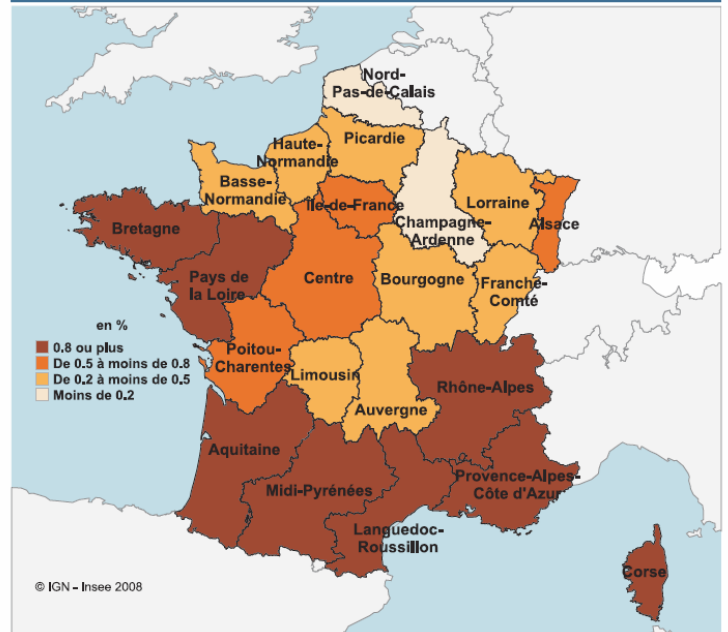 Nord-
Pas-de-Calais
Haute-
Normandie
Picardie
Basse-
Normandie
Île-de-France
Champagne-
Ardenne
Lorraine
Alsace
Bretagne
Pays de
la Loire
Centre
Bourgogne
Franche-
Comté
en %
0.8 ou plus
De 0.5 à moins de 0.8
De 0.2 à moins de 0.5
Moins de 0.2
Poitou-
Charentes
Limousin
Auvergne
Rhône-Alpes
Aquitaine
Midi-Pyrénées
Provence-Alpes-
Côte d'Azur
Languedoc-
Roussillon
Corse
© IGN - Insee 2008